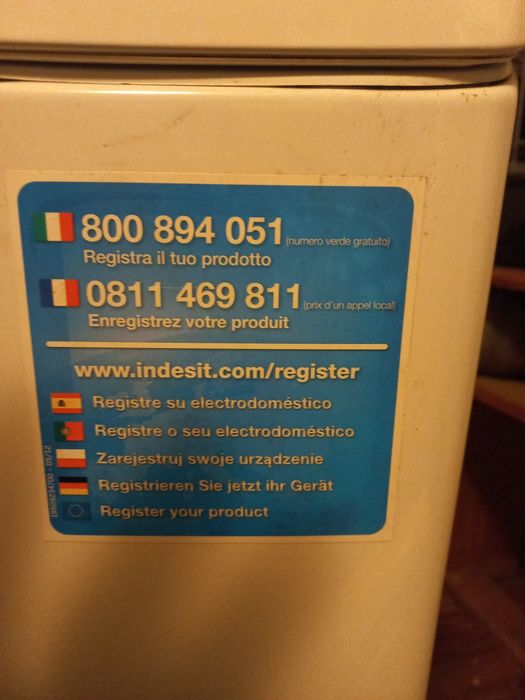 800 894 051 (numero verde gratuito)
Registra il tuo prodotto
0811 469 811 (prix d'un appel local)
Enregistrez votre produit
www.indesit.com/register
Registre su electrodoméstico
Registre o seu electrodoméstico
Zarejestruj swoje urządzenie
Registrieren Sie jetzt ihr Gerät
Register your product